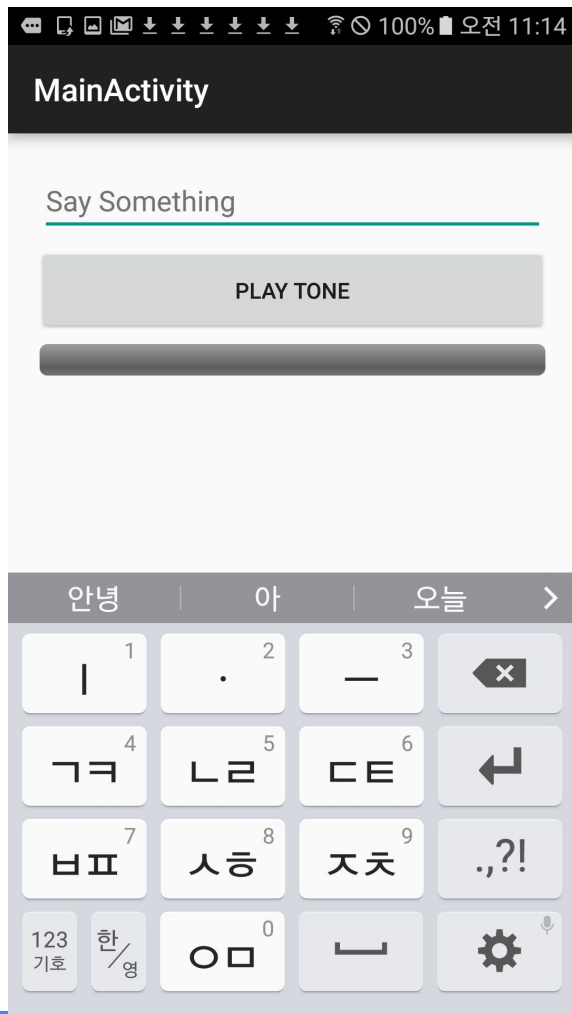 100% 오전 11:14
MainActivity
Say Something
PLAY TONE
안녕 아 오늘
ㅣ 1 · 2 ㅡ 3
ㄱㅋ 4 ㄴㄹ 5 ㄷㅌ 6
ㅂㅍ 7 ㅅㅎ 8 ㅈㅊ 9 .,?!
123 기호 한/영 ㅇㅁ 0